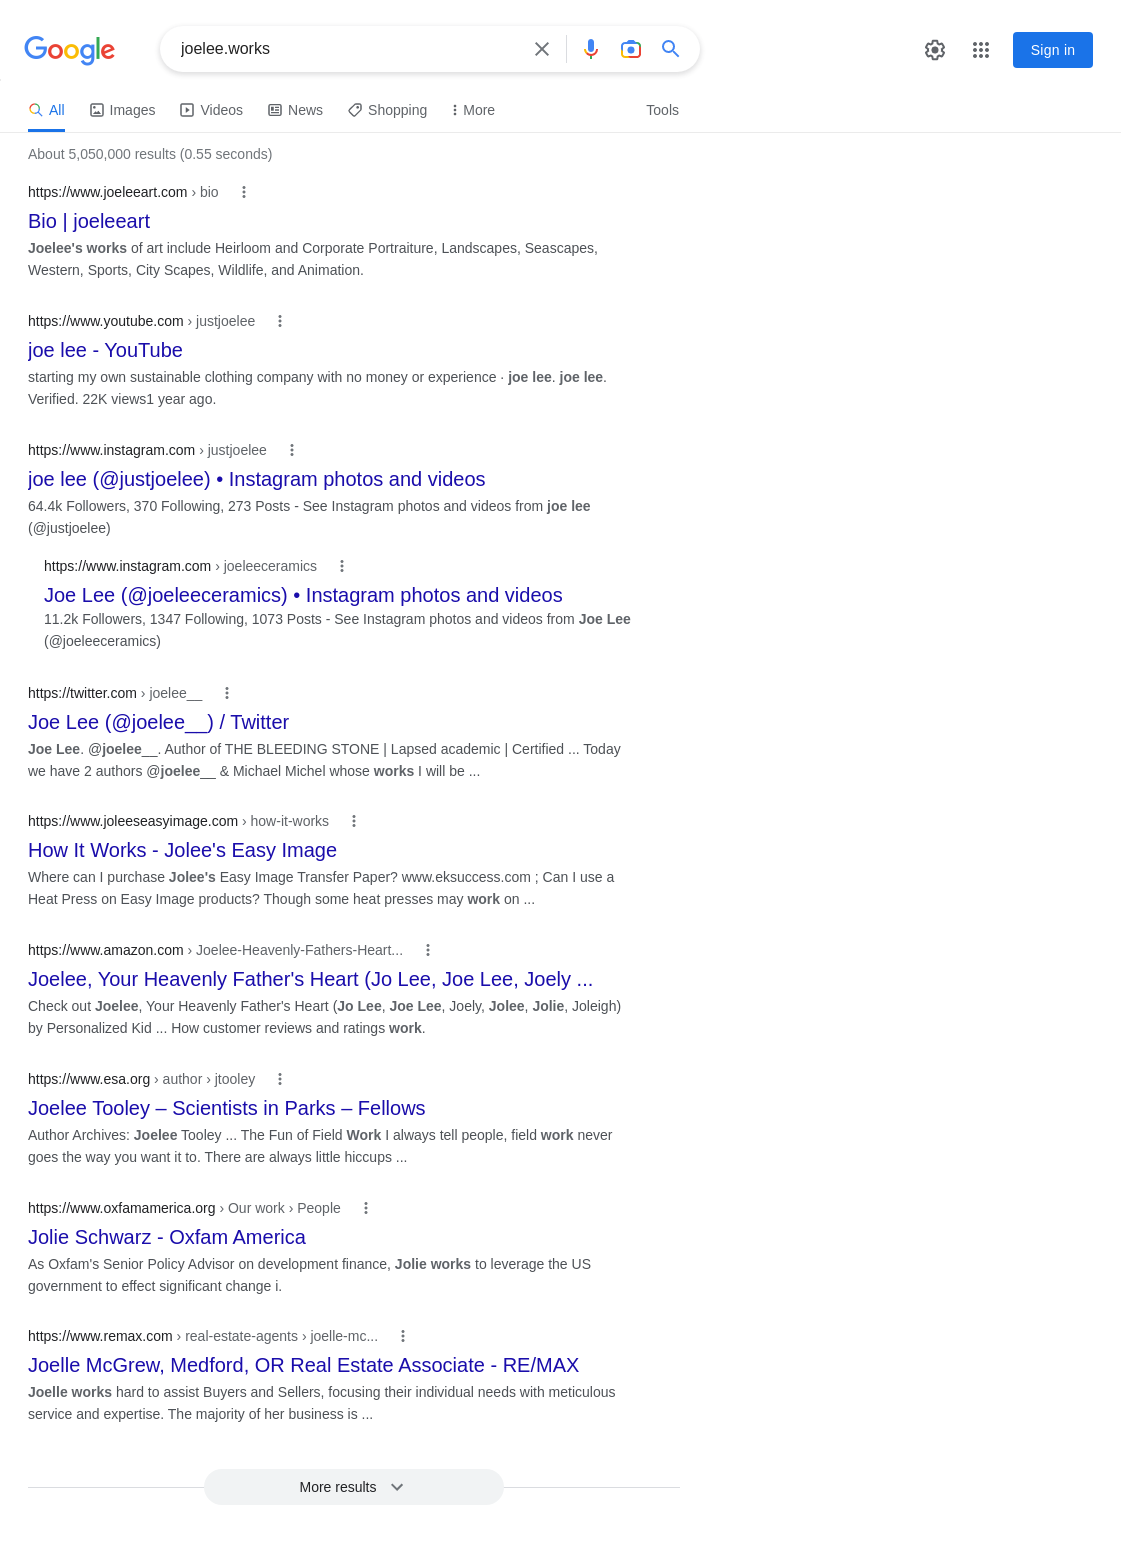 Google
joelee.works
Sign in
All
Images
Videos
News
Shopping
More
Tools
About 5,050,000 results (0.55 seconds)
https://www.joeleeart.com › bio
Bio | joeleeart
Joelee's works of art include Heirloom and Corporate Portraiture, Landscapes, Seascapes,
Western, Sports, City Scapes, Wildlife, and Animation.
https://www.youtube.com › justjoelee
joe lee - YouTube
starting my own sustainable clothing company with no money or experience · joe lee. joe lee.
Verified. 22K views1 year ago.
https://www.instagram.com › justjoelee
joe lee (@justjoelee) • Instagram photos and videos
64.4k Followers, 370 Following, 273 Posts - See Instagram photos and videos from joe lee
(@justjoelee)
https://www.instagram.com › joeleeceramics
Joe Lee (@joeleeceramics) • Instagram photos and videos
11.2k Followers, 1347 Following, 1073 Posts - See Instagram photos and videos from Joe Lee
(@joeleeceramics)
https://twitter.com › joelee__
Joe Lee (@joelee__) / Twitter
Joe Lee. @joelee__. Author of THE BLEEDING STONE | Lapsed academic | Certified ... Today
we have 2 authors @joelee__ & Michael Michel whose works I will be ...
https://www.joleeseasyimage.com › how-it-works
How It Works - Jolee's Easy Image
Where can I purchase Jolee's Easy Image Transfer Paper? www.eksuccess.com ; Can I use a
Heat Press on Easy Image products? Though some heat presses may work on ...
https://www.amazon.com › Joelee-Heavenly-Fathers-Heart...
Joelee, Your Heavenly Father's Heart (Jo Lee, Joe Lee, Joely ...
Check out Joelee, Your Heavenly Father's Heart (Jo Lee, Joe Lee, Joely, Jolee, Jolie, Joleigh)
by Personalized Kid ... How customer reviews and ratings work.
https://www.esa.org › author › jtooley
Joelee Tooley – Scientists in Parks – Fellows
Author Archives: Joelee Tooley ... The Fun of Field Work I always tell people, field work never
goes the way you want it to. There are always little hiccups ...
https://www.oxfamamerica.org › Our work › People
Jolie Schwarz - Oxfam America
As Oxfam's Senior Policy Advisor on development finance, Jolie works to leverage the US
government to effect significant change i.
https://www.remax.com › real-estate-agents › joelle-mc...
Joelle McGrew, Medford, OR Real Estate Associate - RE/MAX
Joelle works hard to assist Buyers and Sellers, focusing their individual needs with meticulous
service and expertise. The majority of her business is ...
More results